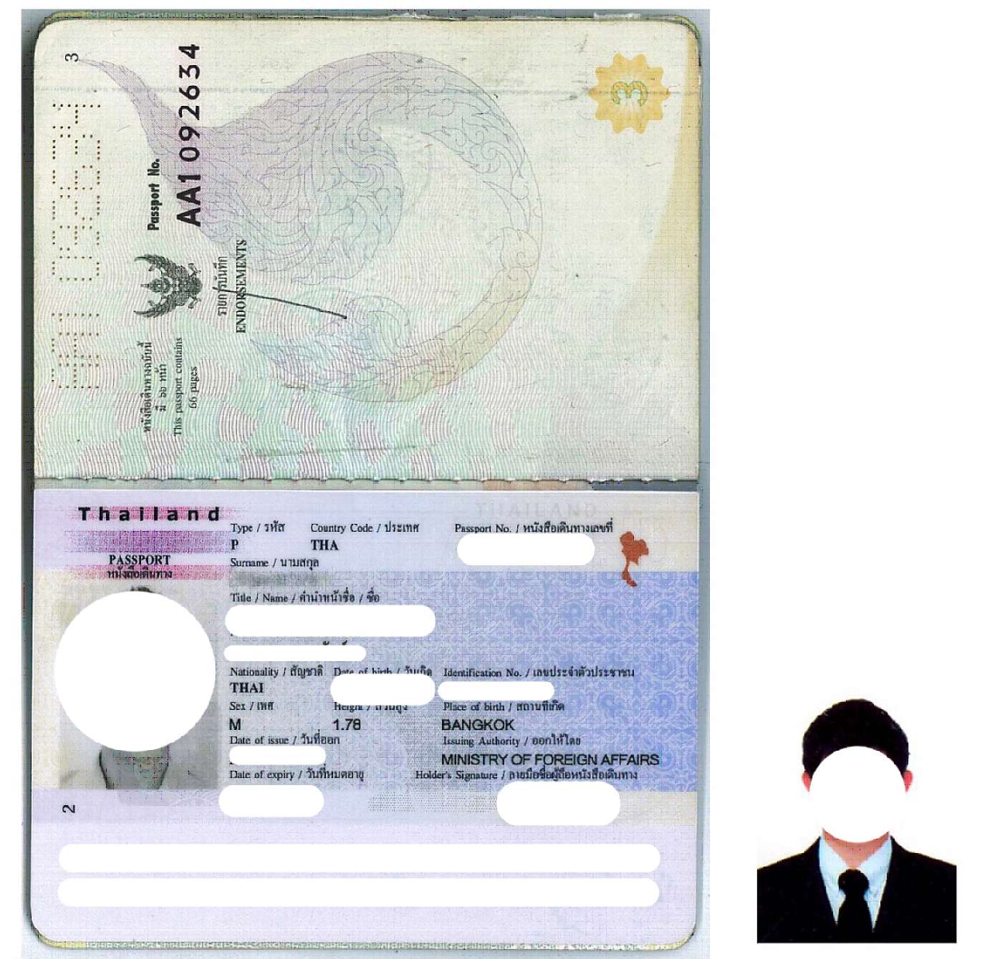 3
Passport No.
AA1092634
รายการบันทึก
ENDORSEMENTS
หนังสือเดินทางฉบับนี้
มี ๖๖ หน้า
This passport contains
66 pages
3
THAILAND
Thailand
PASSPORT
หนังสือเดินทาง
Type / รหัส
Country Code / ประเทศ
Passport No. / หนังสือเดินทางเลขที่
P
THA
Surname / นามสกุล
Title / Name / คำนำหน้าชื่อ / ชื่อ
Nationality / สัญชาติ
Date of birth / วันเกิด
Identification No. / เลขประจำตัวประชาชน
THAI
Sex / เพศ
Height / ส่วนสูง
Place of birth / สถานที่เกิด
M
1.78
BANGKOK
Date of issue / วันที่ออก
Issuing Authority / ออกให้โดย
MINISTRY OF FOREIGN AFFAIRS
Date of expiry / วันที่หมดอายุ
Holder's Signature / ลายมือชื่อผู้ถือหนังสือเดินทาง
2